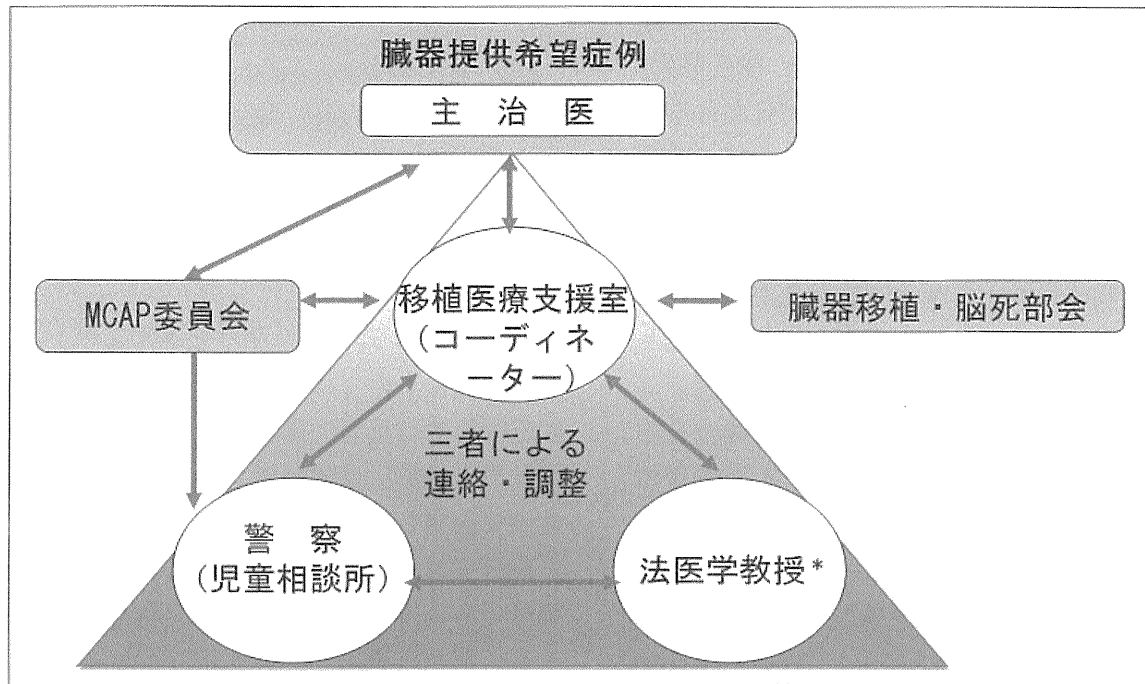 臓器提供希望症例
主 治 医
MCAP委員会
移植医療支援室
(コーディネ
ーター)
臓器移植・脳死部会
三者による
連絡・調整
警 察
(児童相談所)
法医学教授*